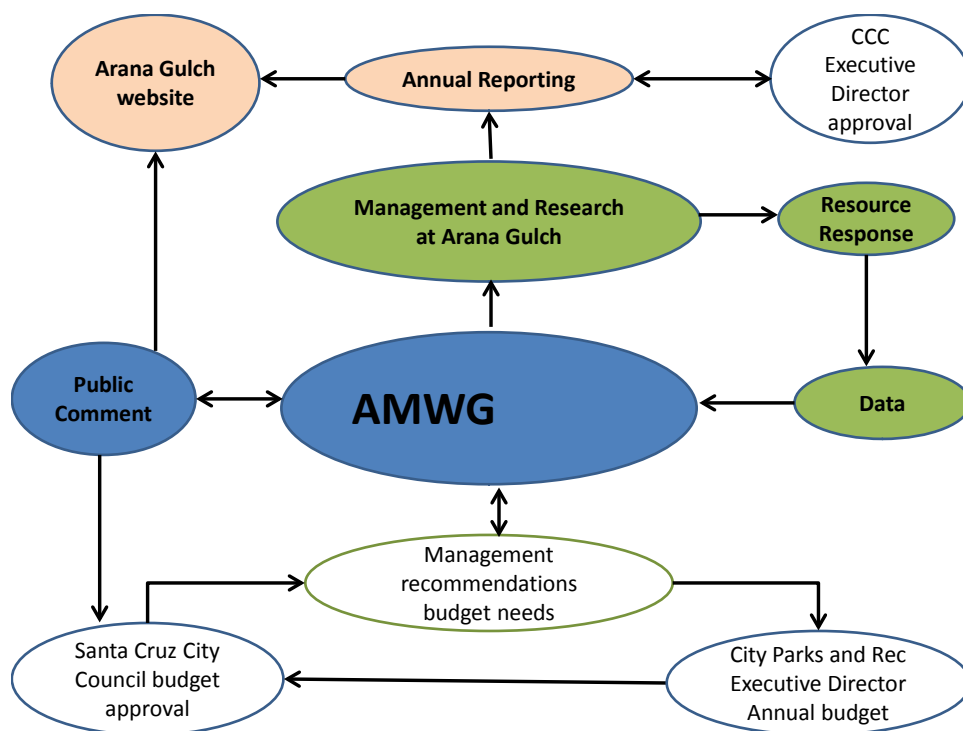 Arana Gulch
website
Annual Reporting
CCC
Executive
Director
approval
Management and Research
at Arana Gulch
Resource
Response
Public
Comment
AMWG
Data
Management
recommendations
budget needs
Santa Cruz City
Council budget
approval
City Parks and Rec
Executive Director
Annual budget